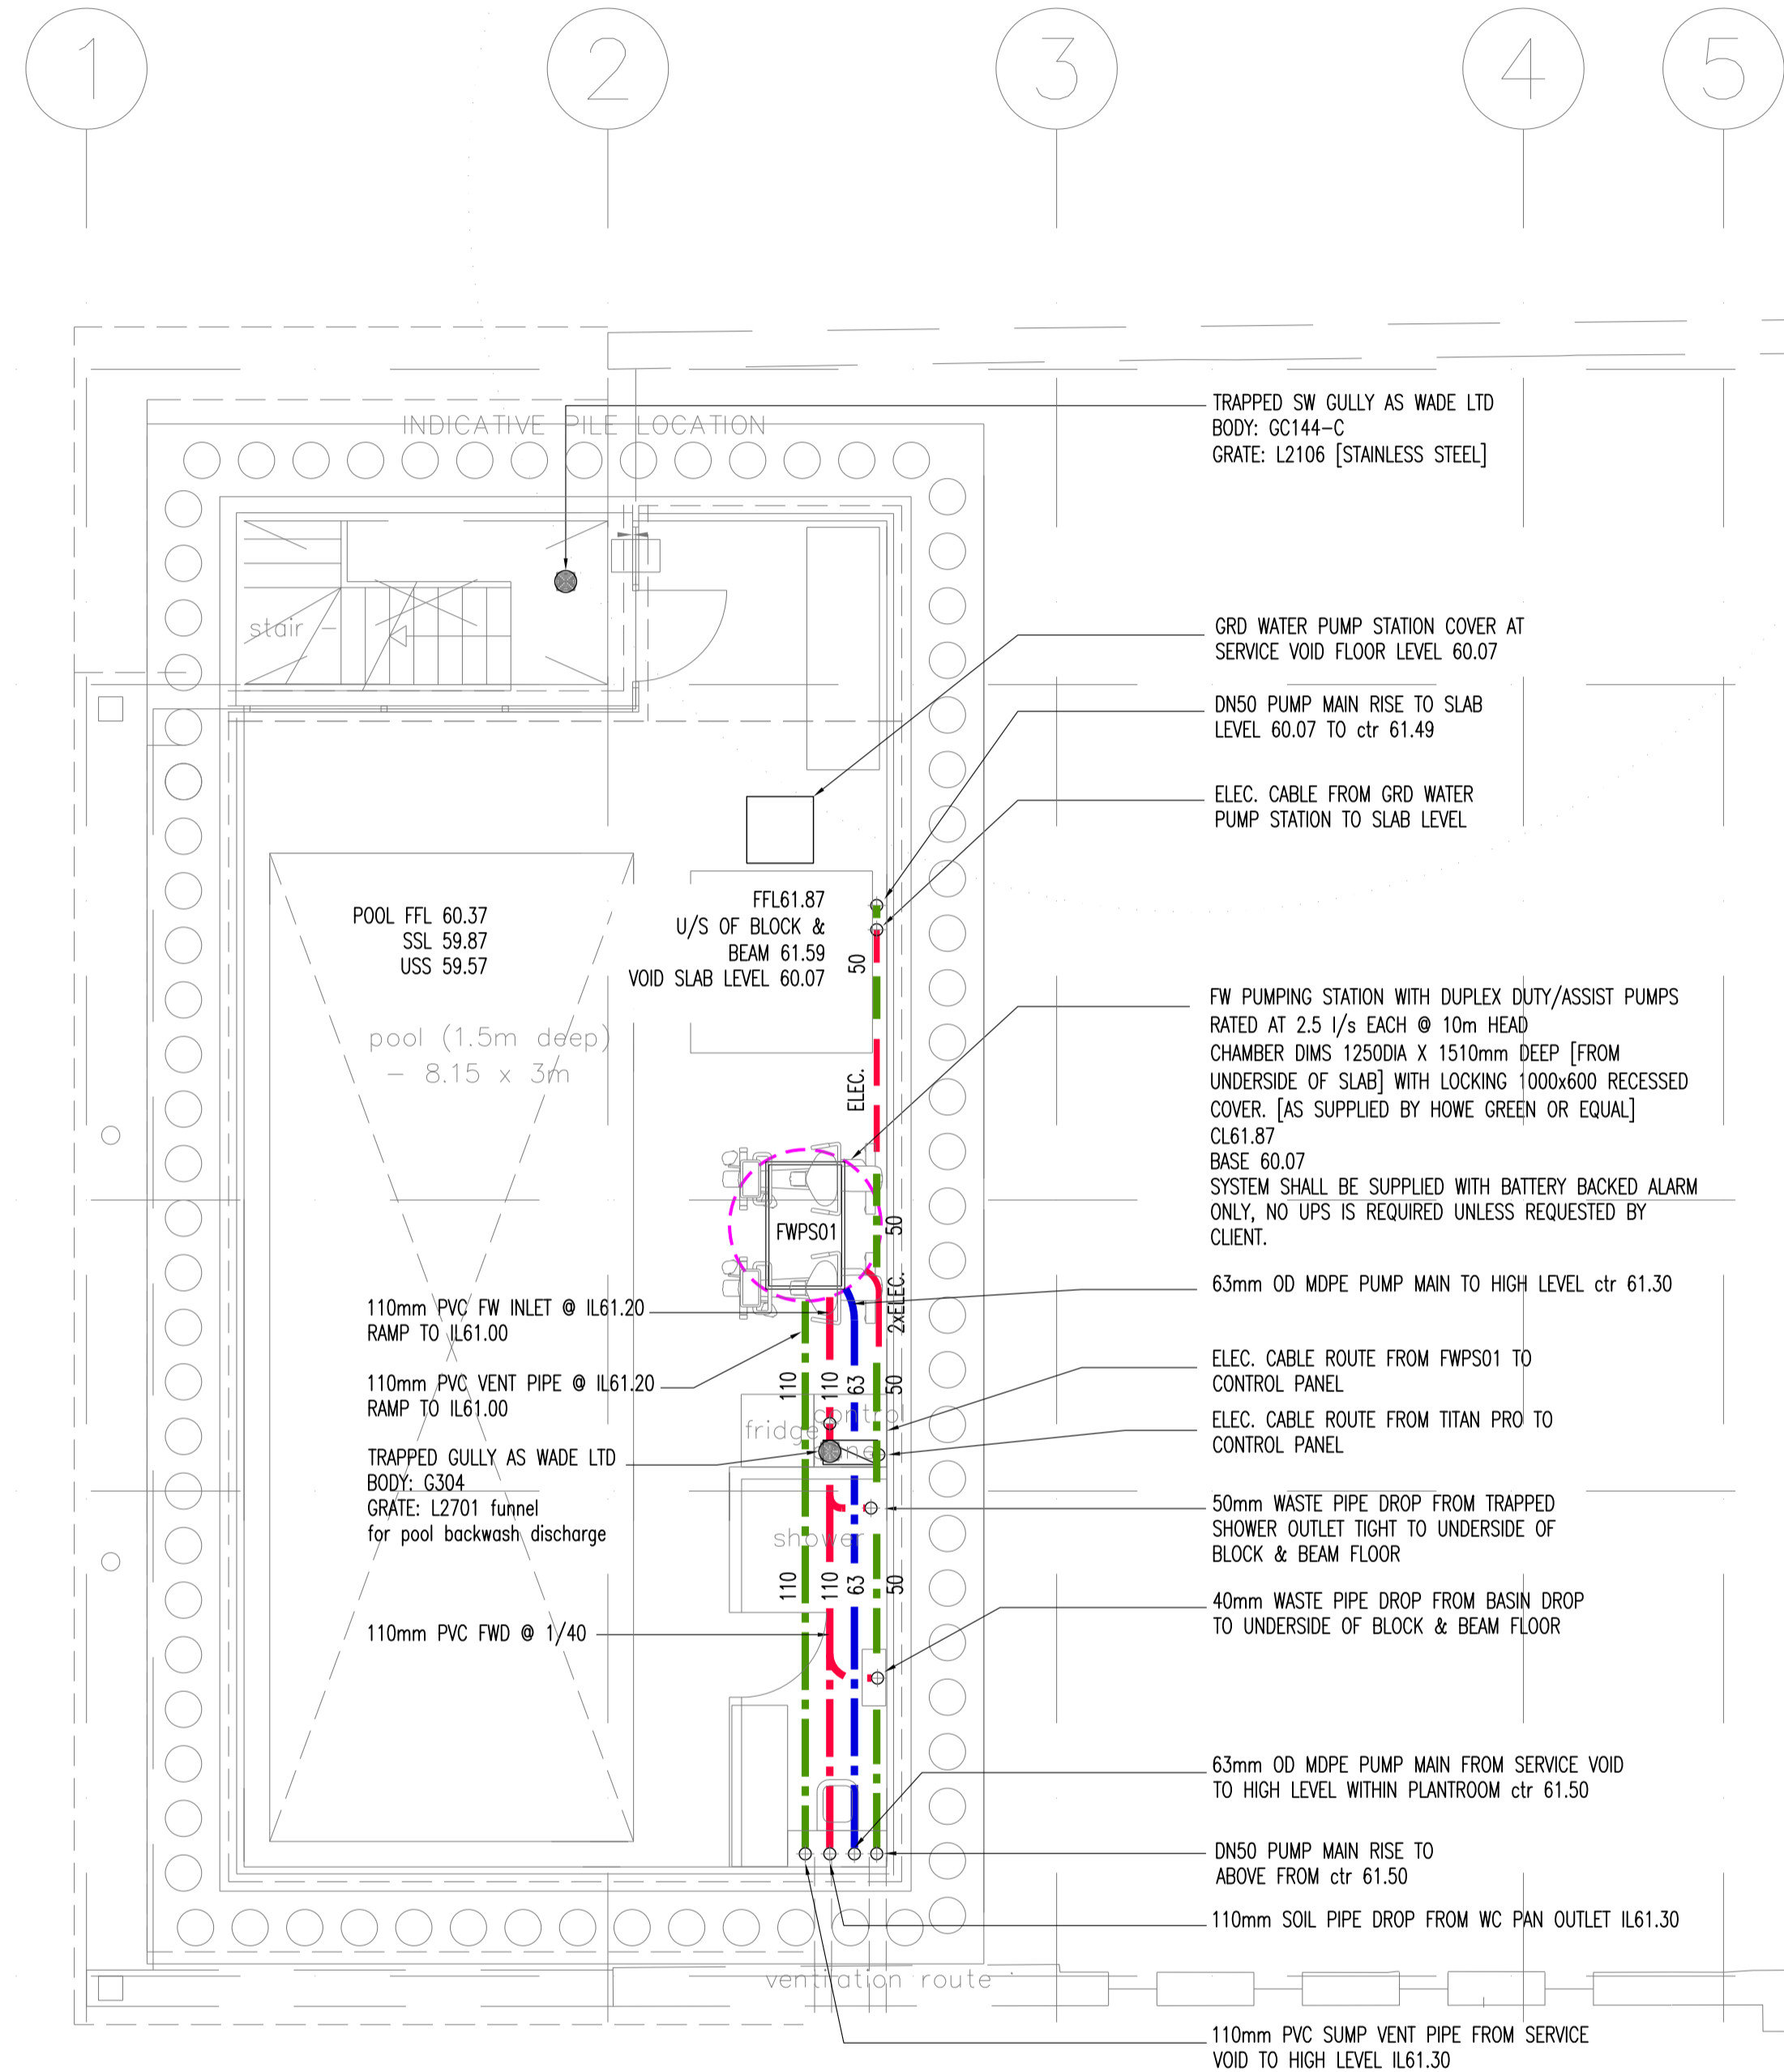 1
2
3
4
5
INDICATIVE PILE LOCATION
stair -
TRAPPED SW GULLY AS WADE LTD
BODY: GC144-C
GRATE: L2106 [STAINLESS STEEL]
GRD WATER PUMP STATION COVER AT
SERVICE VOID FLOOR LEVEL 60.07
DN50 PUMP MAIN RISE TO SLAB
LEVEL 60.07 TO ctr 61.49
ELEC. CABLE FROM GRD WATER
PUMP STATION TO SLAB LEVEL
POOL FFL 60.37
SSL 59.87
USS 59.57
FFL61.87
U/S OF BLOCK &
BEAM 61.59
VOID SLAB LEVEL 60.07
pool (1.5m deep)
- 8.15 x 3m
50
ELEC.
FW PUMPING STATION WITH DUPLEX DUTY/ASSIST PUMPS
RATED AT 2.5 l/s EACH @ 10m HEAD
CHAMBER DIMS 1250DIA X 1510mm DEEP [FROM
UNDERSIDE OF SLAB] WITH LOCKING 1000x600 RECESSED
COVER. [AS SUPPLIED BY HOWE GREEN OR EQUAL]
CL61.87
BASE 60.07
SYSTEM SHALL BE SUPPLIED WITH BATTERY BACKED ALARM
ONLY, NO UPS IS REQUIRED UNLESS REQUESTED BY
CLIENT.
FWPS01
50
2xELEC.
63mm OD MDPE PUMP MAIN TO HIGH LEVEL ctr 61.30
110mm PVC FW INLET @ IL61.20
RAMP TO IL61.00
110mm PVC VENT PIPE @ IL61.20
RAMP TO IL61.00
110
110
63
50
ELEC. CABLE ROUTE FROM FWPS01 TO
CONTROL PANEL
ELEC. CABLE ROUTE FROM TITAN PRO TO
CONTROL PANEL
fridge
control
TRAPPED GULLY AS WADE LTD
BODY: G304
GRATE: L2701 funnel
for pool backwash discharge
50mm WASTE PIPE DROP FROM TRAPPED
SHOWER OUTLET TIGHT TO UNDERSIDE OF
BLOCK & BEAM FLOOR
shower
110
110
63
50
40mm WASTE PIPE DROP FROM BASIN DROP
TO UNDERSIDE OF BLOCK & BEAM FLOOR
110mm PVC FWD @ 1/40
63mm OD MDPE PUMP MAIN FROM SERVICE VOID
TO HIGH LEVEL WITHIN PLANTROOM ctr 61.50
DN50 PUMP MAIN RISE TO
ABOVE FROM ctr 61.50
110mm SOIL PIPE DROP FROM WC PAN OUTLET IL61.30
ventilation route
110mm PVC SUMP VENT PIPE FROM SERVICE
VOID TO HIGH LEVEL IL61.30